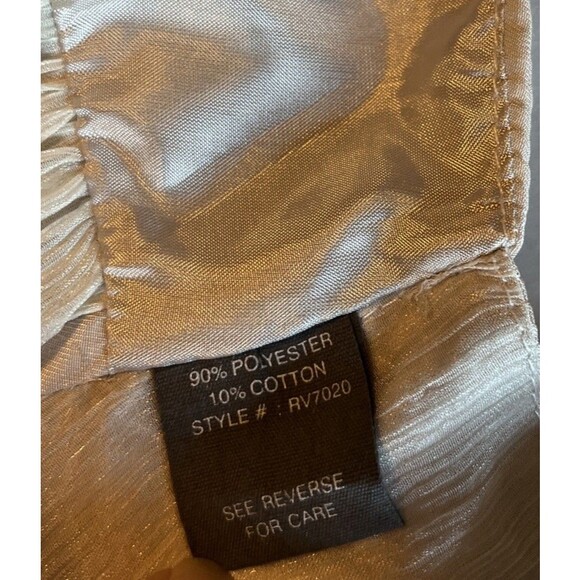 90% POLYESTER
10% COTTON
STYLE # : RV7020
SEE REVERSE
FOR CARE